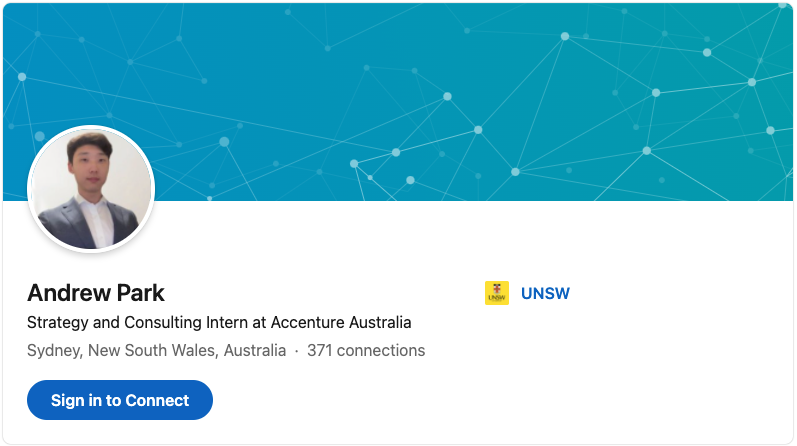 Andrew Park
UNSW
UNSW
Strategy and Consulting Intern at Accenture Australia
Sydney, New South Wales, Australia · 371 connections
Sign in to Connect